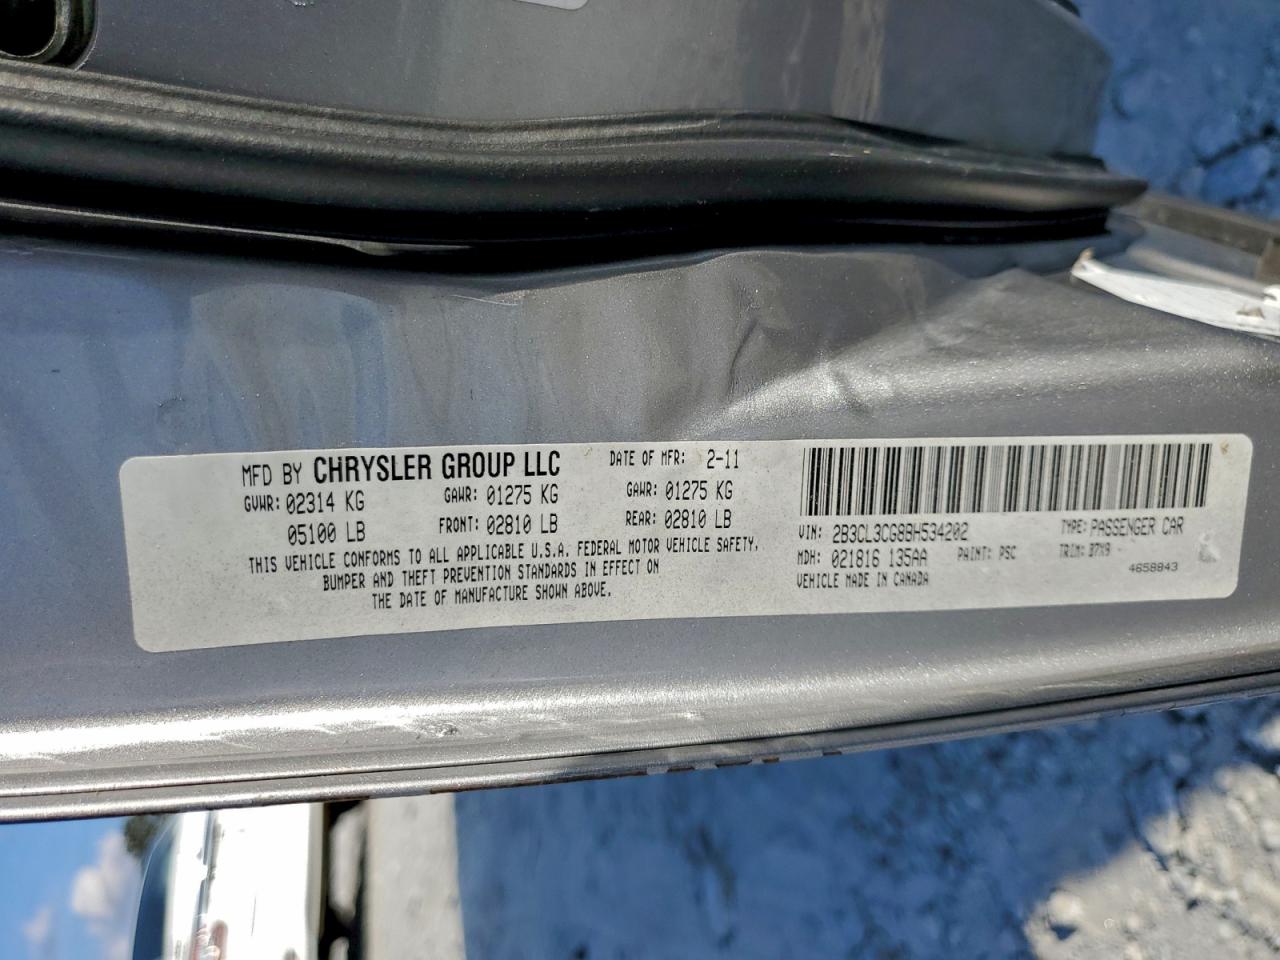 MFD BY CHRYSLER GROUP LLC DATE OF MFR: 2-11
GVWR: 02314 KG GAWR: 01275 KG GAWR: 01275 KG
05100 LB FRONT: 02810 LB REAR: 02810 LB
THIS VEHICLE CONFORMS TO ALL APPLICABLE U.S.A. FEDERAL MOTOR VEHICLE SAFETY,
BUMPER AND THEFT PREVENTION STANDARDS IN EFFECT ON
THE DATE OF MANUFACTURE SHOWN ABOVE.
VIN: 2B3CL3CG8BH534202 TYPE: PASSENGER CAR
MDH: 021816 135AA PAINT: PSC TRIM: B7X9 -
VEHICLE MADE IN CANADA 4658843